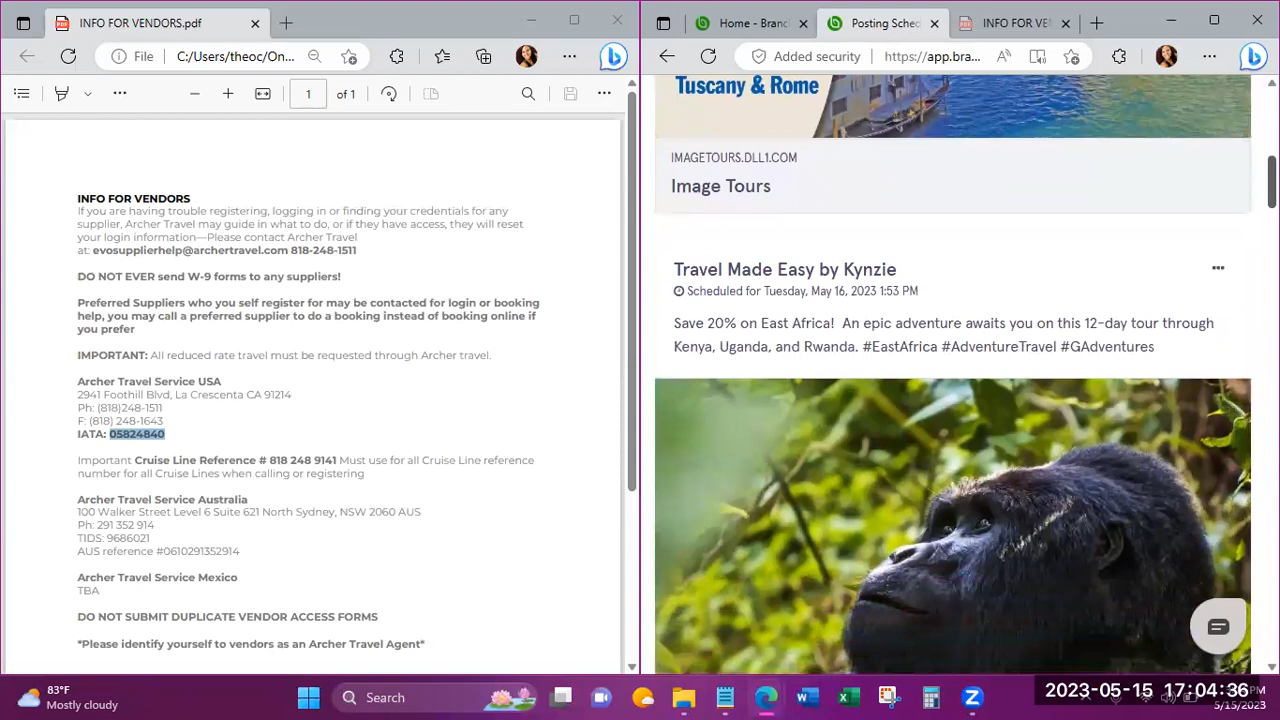 INFO FOR VENDORS.pdf
Home - Branc
Posting Sched
INFO FOR VEN
File
C:/Users/theoc/On...
Added security
https://app.bra...
1
of 1
INFO FOR VENDORS
If you are having trouble registering, logging in or finding your credentials for any
supplier, Archer Travel may guide in what to do, or if they have access, they will reset
your login information—Please contact Archer Travel
at: evosupplierhelp@archertravel.com 818-248-1511
DO NOT EVER send W-9 forms to any suppliers!
Preferred Suppliers who you self register for may be contacted for login or booking
help, you may call a preferred supplier to do a booking instead of booking online if
you prefer
IMPORTANT: All reduced rate travel must be requested through Archer travel.
Archer Travel Service USA
2941 Foothill Blvd, La Crescenta CA 91214
Ph: (818)248-1511
F: (818) 248-1643
IATA: 05824840
Important Cruise Line Reference # 818 248 9141 Must use for all Cruise Line reference
number for all Cruise Lines when calling or registering
Archer Travel Service Australia
100 Walker Street Level 6 Suite 621 North Sydney, NSW 2060 AUS
Ph: 291 352 914
TIDS: 9686021
AUS reference #0610291352914
Archer Travel Service Mexico
TBA
DO NOT SUBMIT DUPLICATE VENDOR ACCESS FORMS
*Please identify yourself to vendors as an Archer Travel Agent*
Tuscany & Rome
IMAGETOURS.DLL1.COM
Image Tours
Travel Made Easy by Kynzie
Scheduled for Tuesday, May 16, 2023 1:53 PM
Save 20% on East Africa! An epic adventure awaits you on this 12-day tour through
Kenya, Uganda, and Rwanda. #EastAfrica #AdventureTravel #GAdventures
83°F
Mostly cloudy
Search
2023-05-15 17:04:36
5/15/2023